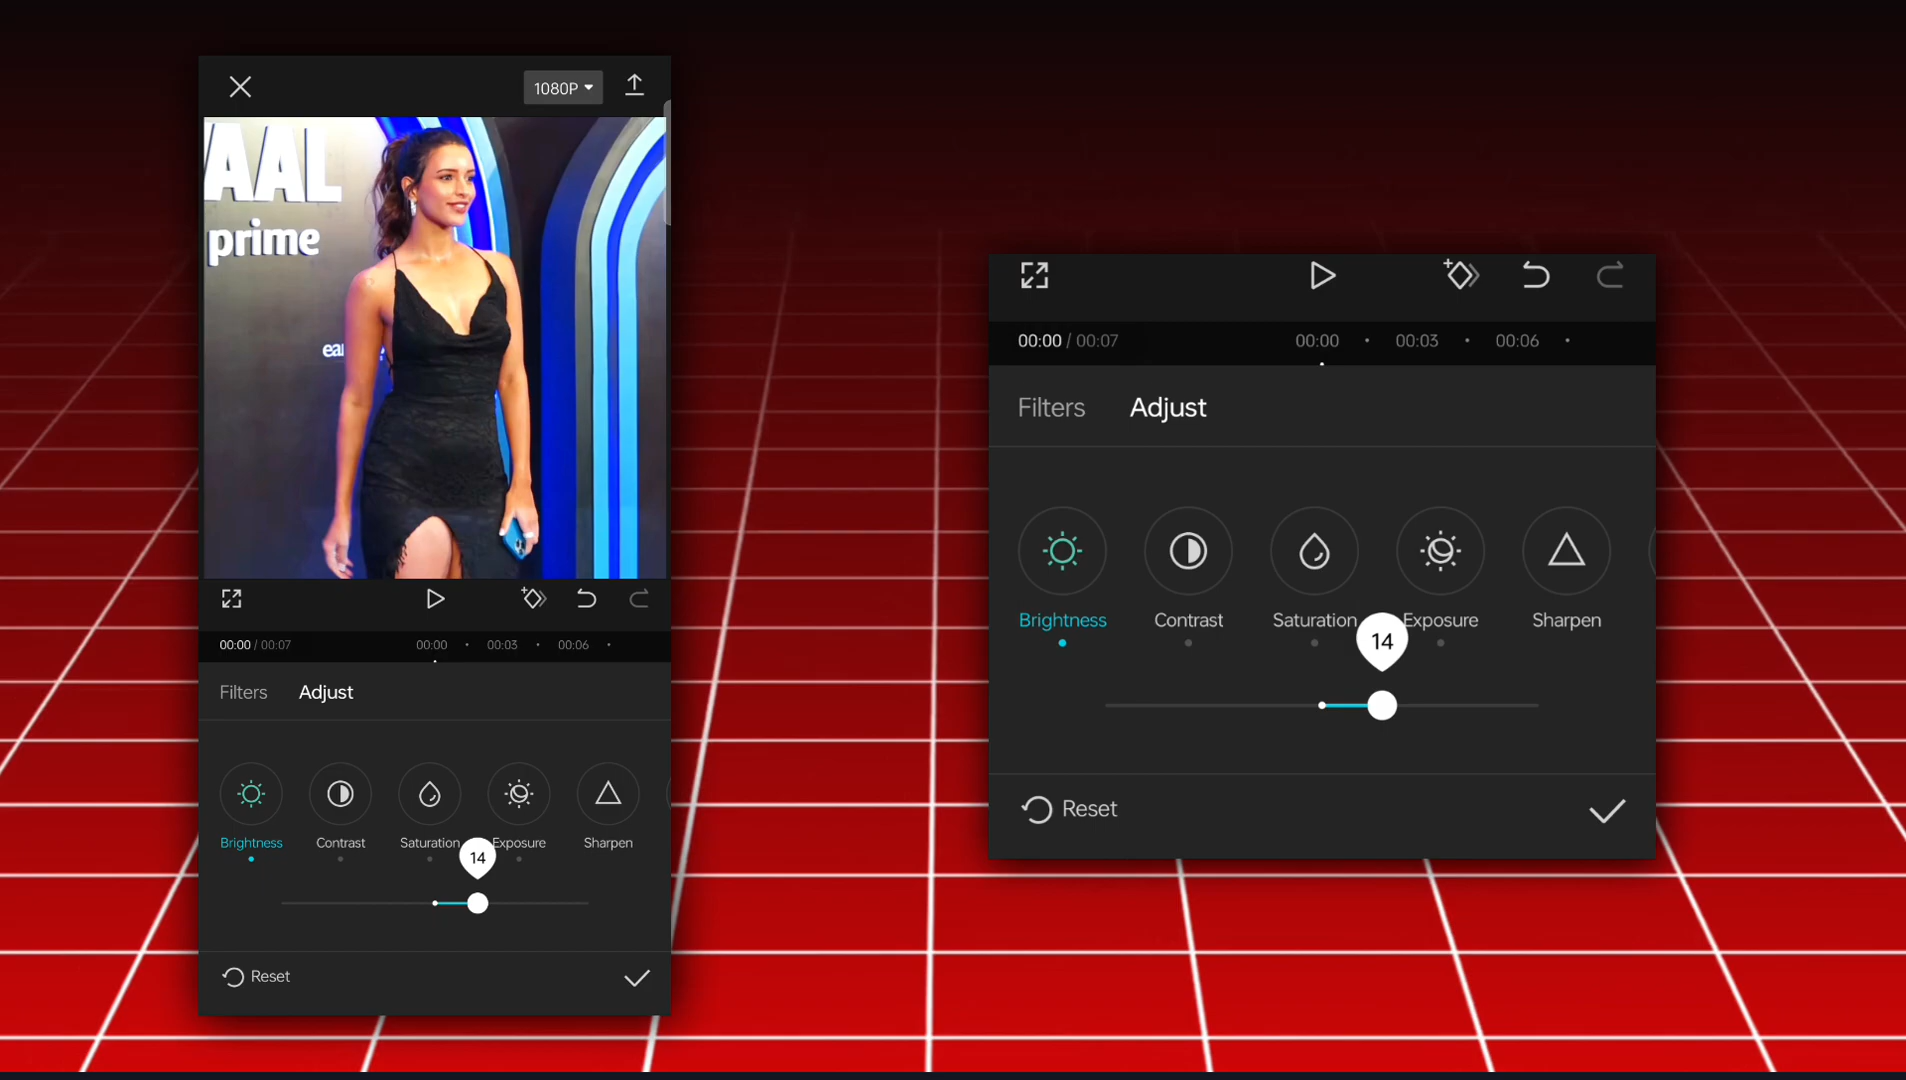 1080P
AAL
prime
00:00 / 00:07 00:00 00:03 00:06
Filters Adjust
Brightness Contrast Saturation Exposure Sharpen
14
Reset
00:00 / 00:07 00:00 00:03 00:06
Filters Adjust
Brightness Contrast Saturation Exposure Sharpen
14
Reset